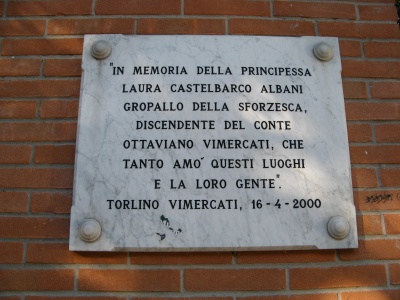 "IN MEMORIA DELLA PRINCIPESSA
LAURA CASTELBARCO ALBANI
GROPALLO DELLA SFORZESCA,
DISCENDENTE DEL CONTE
OTTAVIANO VIMERCATI, CHE
TANTO AMO' QUESTI LUOGHI
E LA LORO GENTE".
TORLINO VIMERCATI, 16-4-2000